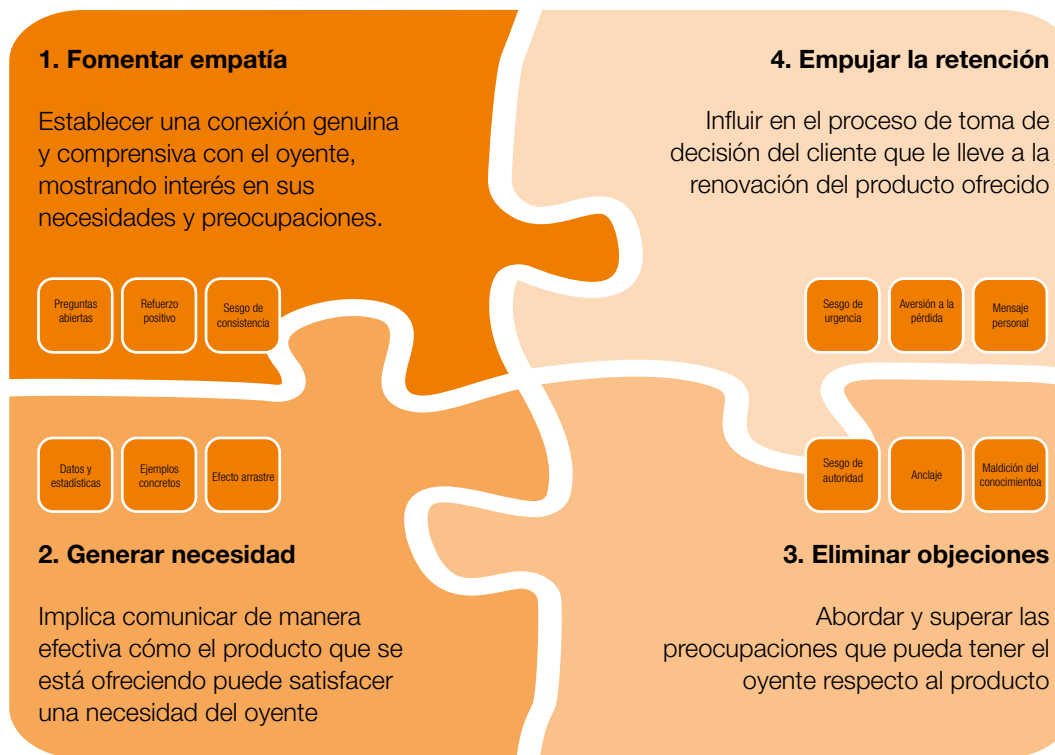 1. Fomentar empatía
Establecer una conexión genuina
y comprensiva con el oyente,
mostrando interés en sus
necesidades y preocupaciones.
Preguntas
abiertas
Refuerzo
positivo
Sesgo de
consistencia
4. Empujar la retención
Influir en el proceso de toma de
decisión del cliente que le lleve a la
renovación del producto ofrecido
Sesgo de
urgencia
Aversión a la
pérdida
Mensaje
personal
Datos y
estadísticas
Ejemplos
concretos
Efecto arrastre
2. Generar necesidad
Implica comunicar de manera
efectiva cómo el producto que se
está ofreciendo puede satisfacer
una necesidad del oyente
Sesgo de
autoridad
Anclaje
Maldición del
conocimientoa
3. Eliminar objeciones
Abordar y superar las
preocupaciones que pueda tener el
oyente respecto al producto